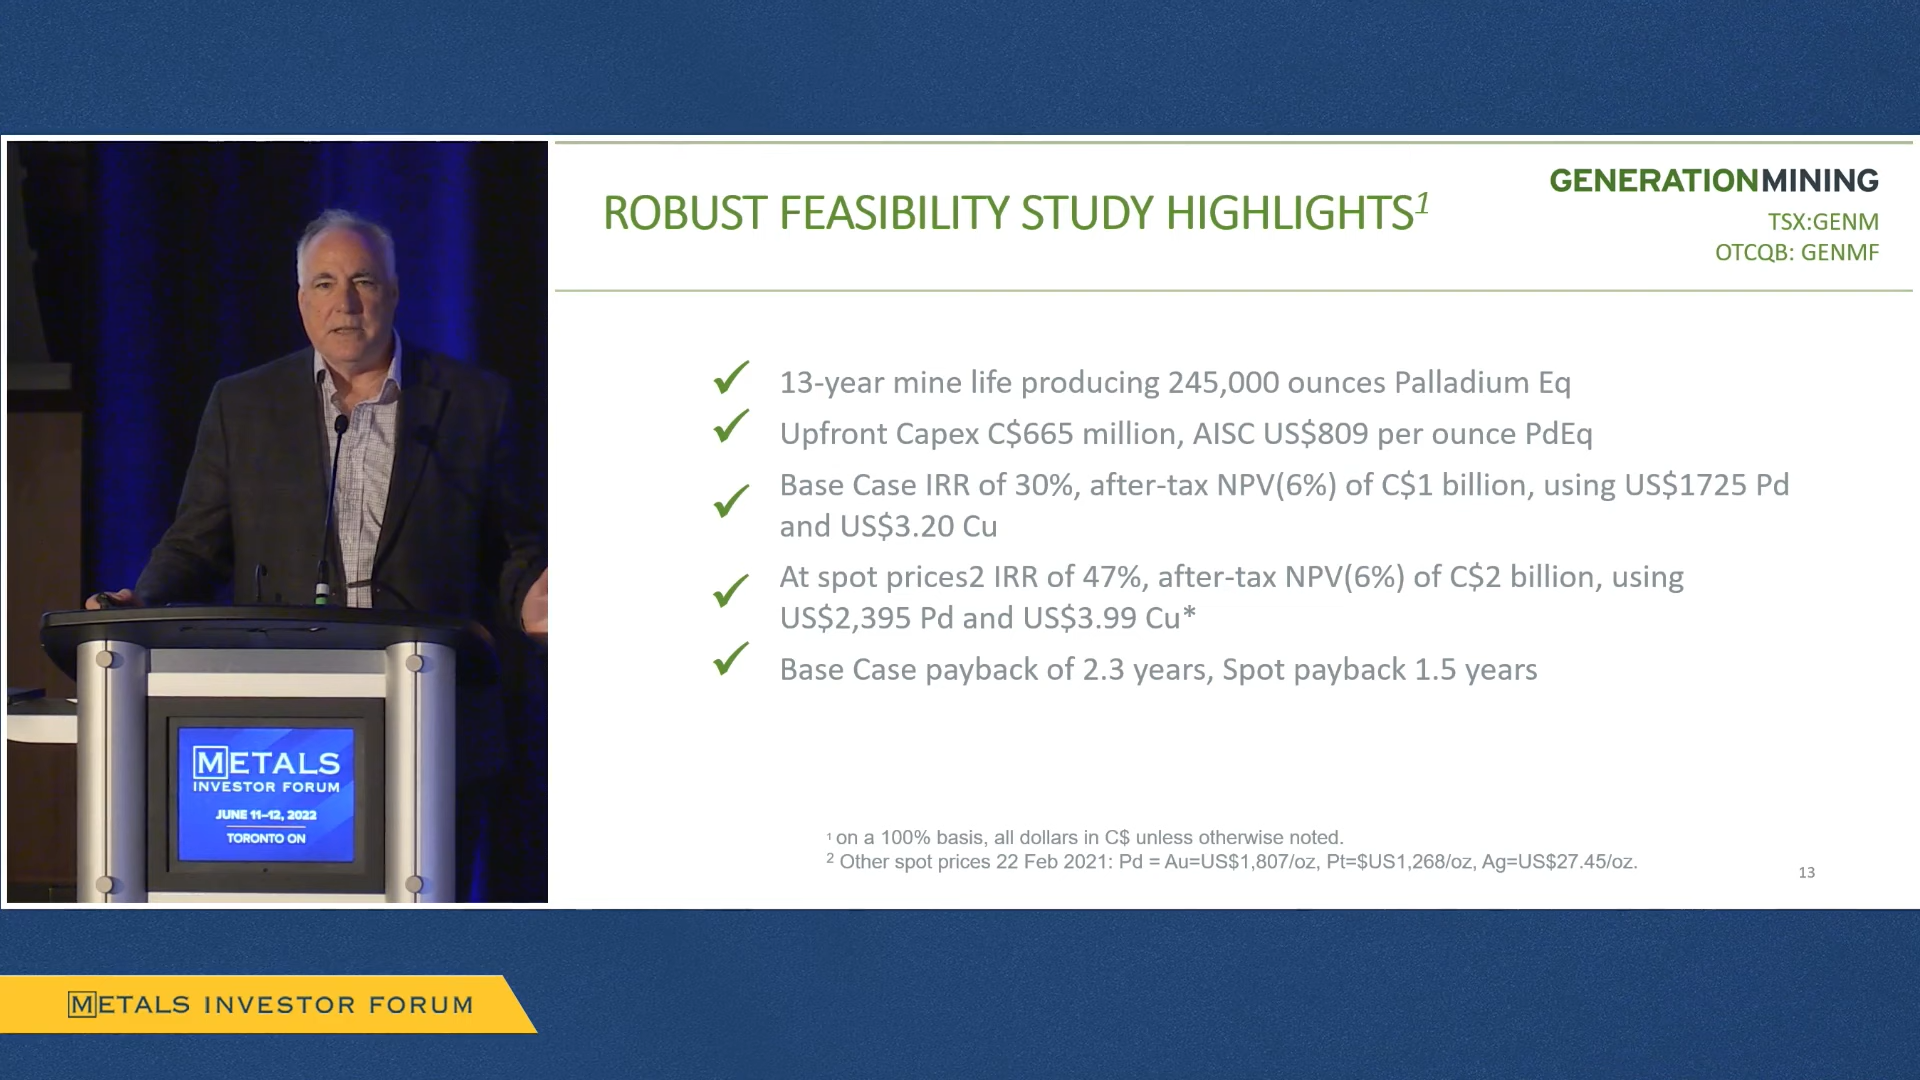 ROBUST FEASIBILITY STUDY HIGHLIGHTS1
GENERATIONMINING
TSX:GENM
OTCQB: GENMF
13-year mine life producing 245,000 ounces Palladium Eq
Upfront Capex C$665 million, AISC US$809 per ounce PdEq
Base Case IRR of 30%, after-tax NPV(6%) of C$1 billion, using US$1725 Pd
and US$3.20 Cu
At spot prices2 IRR of 47%, after-tax NPV(6%) of C$2 billion, using
US$2,395 Pd and US$3.99 Cu*
Base Case payback of 2.3 years, Spot payback 1.5 years
1 on a 100% basis, all dollars in C$ unless otherwise noted.
2 Other spot prices 22 Feb 2021: Pd = Au=US$1,807/oz, Pt=$US1,268/oz, Ag=US$27.45/oz.
13
METALS
INVESTOR FORUM
JUNE 11–12, 2022
TORONTO ON
METALS INVESTOR FORUM